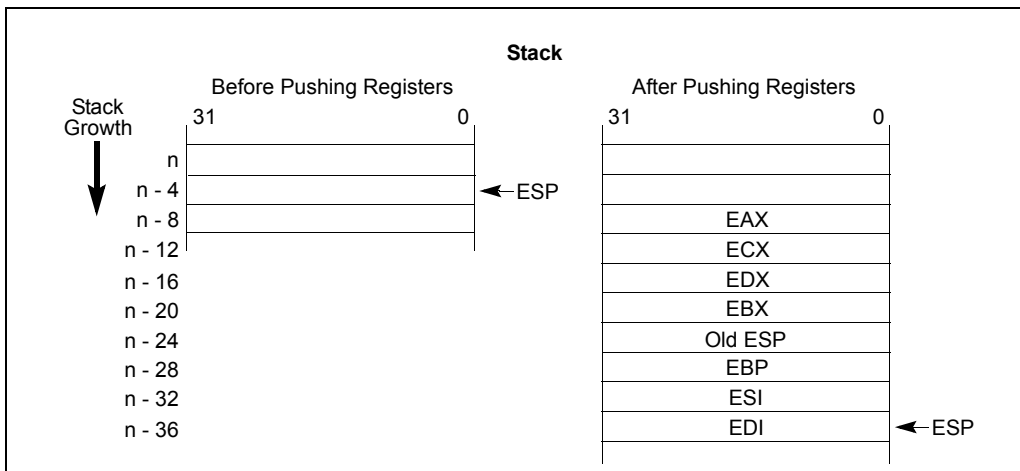 Stack
Before Pushing Registers
After Pushing Registers
Stack
Growth
31 0
31 0
n
n - 4
ESP
n - 8
EAX
n - 12
ECX
n - 16
EDX
n - 20
EBX
n - 24
Old ESP
n - 28
EBP
n - 32
ESI
n - 36
EDI
ESP